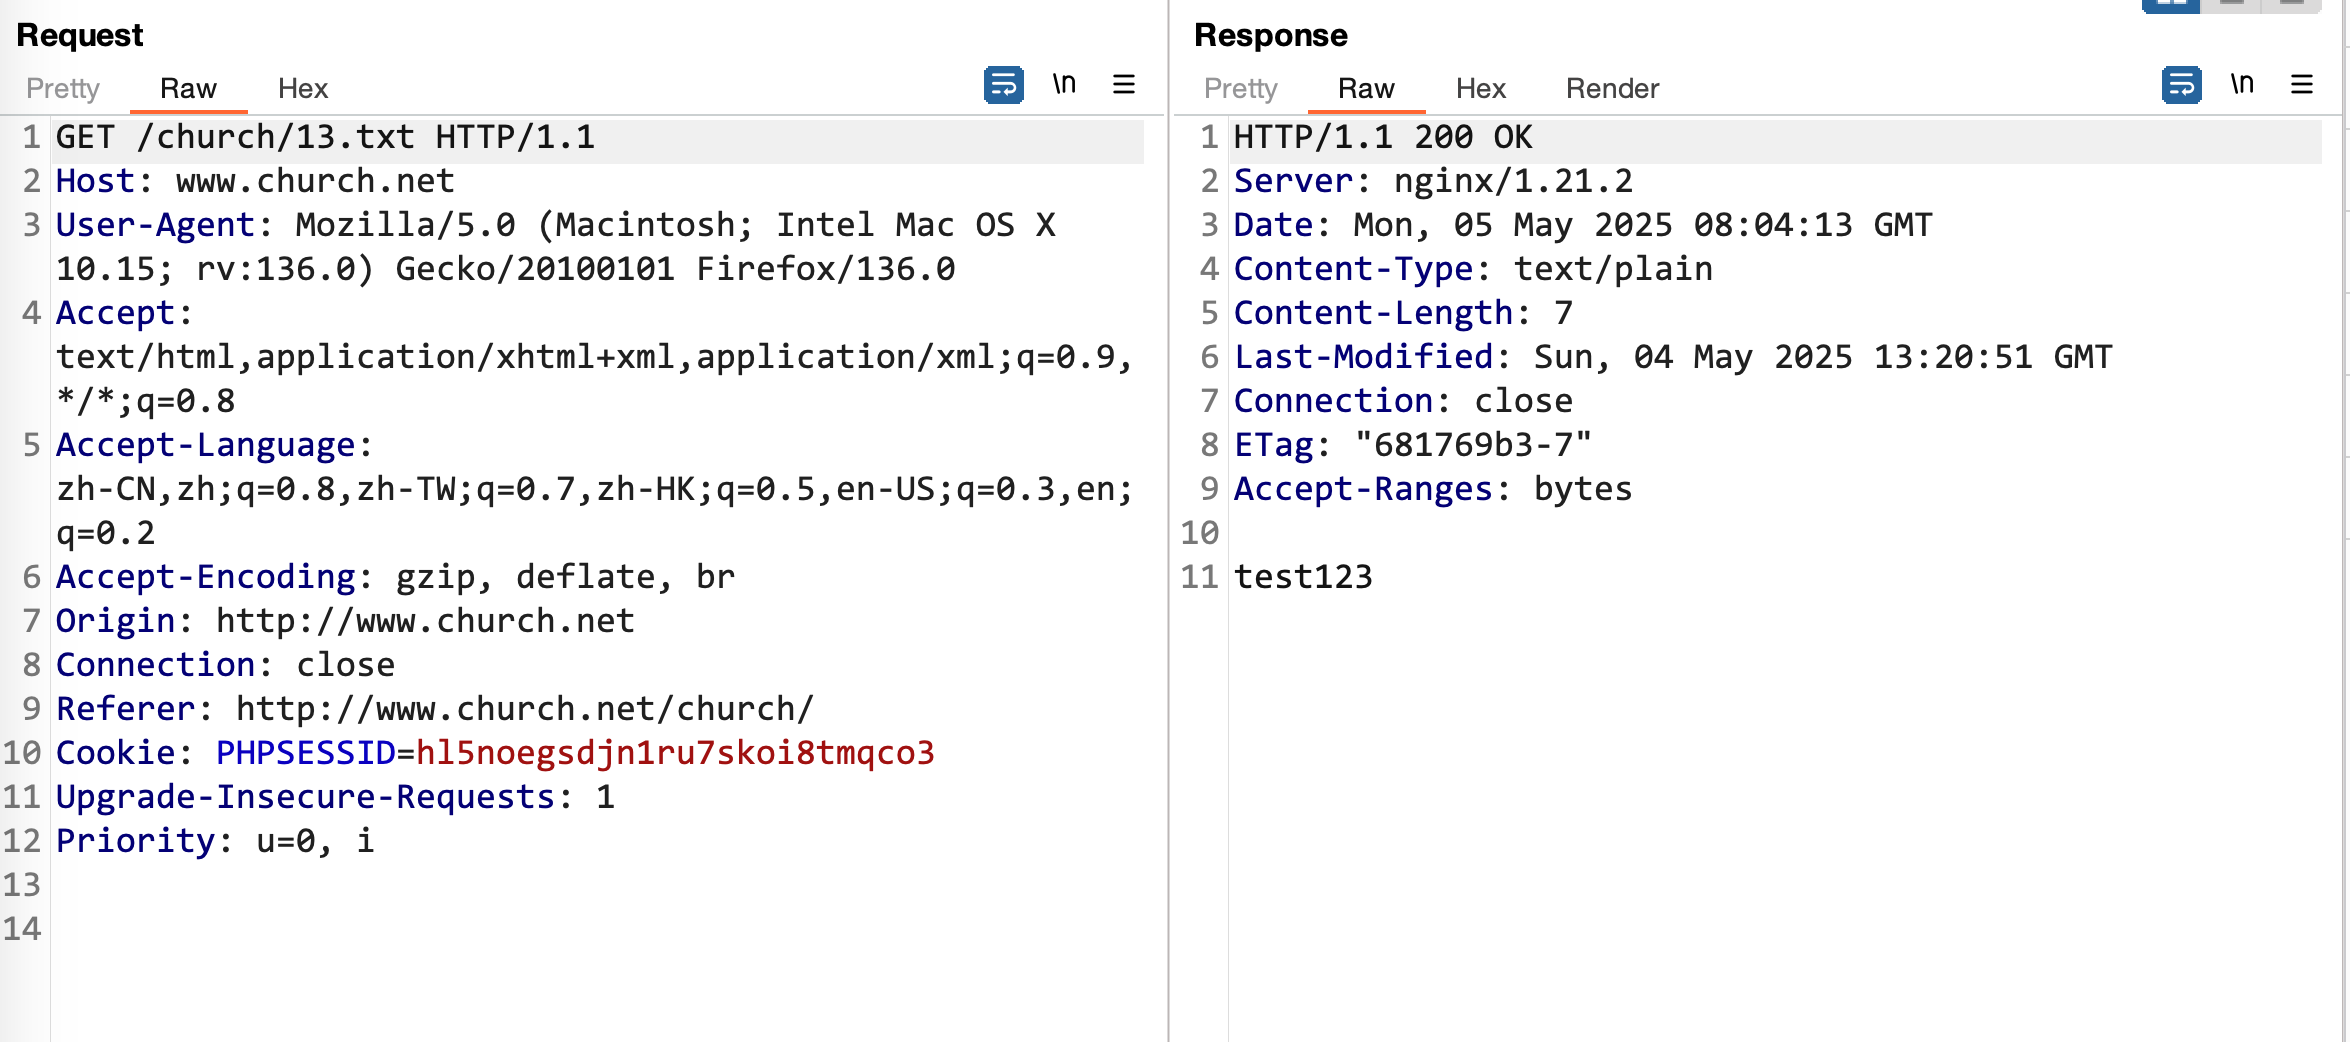 Request
Pretty Raw Hex \n
1 GET /church/13.txt HTTP/1.1
2 Host: www.church.net
3 User-Agent: Mozilla/5.0 (Macintosh; Intel Mac OS X
10.15; rv:136.0) Gecko/20100101 Firefox/136.0
4 Accept:
text/html,application/xhtml+xml,application/xml;q=0.9,
*/*;q=0.8
5 Accept-Language:
zh-CN,zh;q=0.8,zh-TW;q=0.7,zh-HK;q=0.5,en-US;q=0.3,en;
q=0.2
6 Accept-Encoding: gzip, deflate, br
7 Origin: http://www.church.net
8 Connection: close
9 Referer: http://www.church.net/church/
10 Cookie: PHPSESSID=hl5noegsdjn1ru7skoi8tmqco3
11 Upgrade-Insecure-Requests: 1
12 Priority: u=0, i
13
14
Response
Pretty Raw Hex Render \n
1 HTTP/1.1 200 OK
2 Server: nginx/1.21.2
3 Date: Mon, 05 May 2025 08:04:13 GMT
4 Content-Type: text/plain
5 Content-Length: 7
6 Last-Modified: Sun, 04 May 2025 13:20:51 GMT
7 Connection: close
8 ETag: "681769b3-7"
9 Accept-Ranges: bytes
10
11 test123